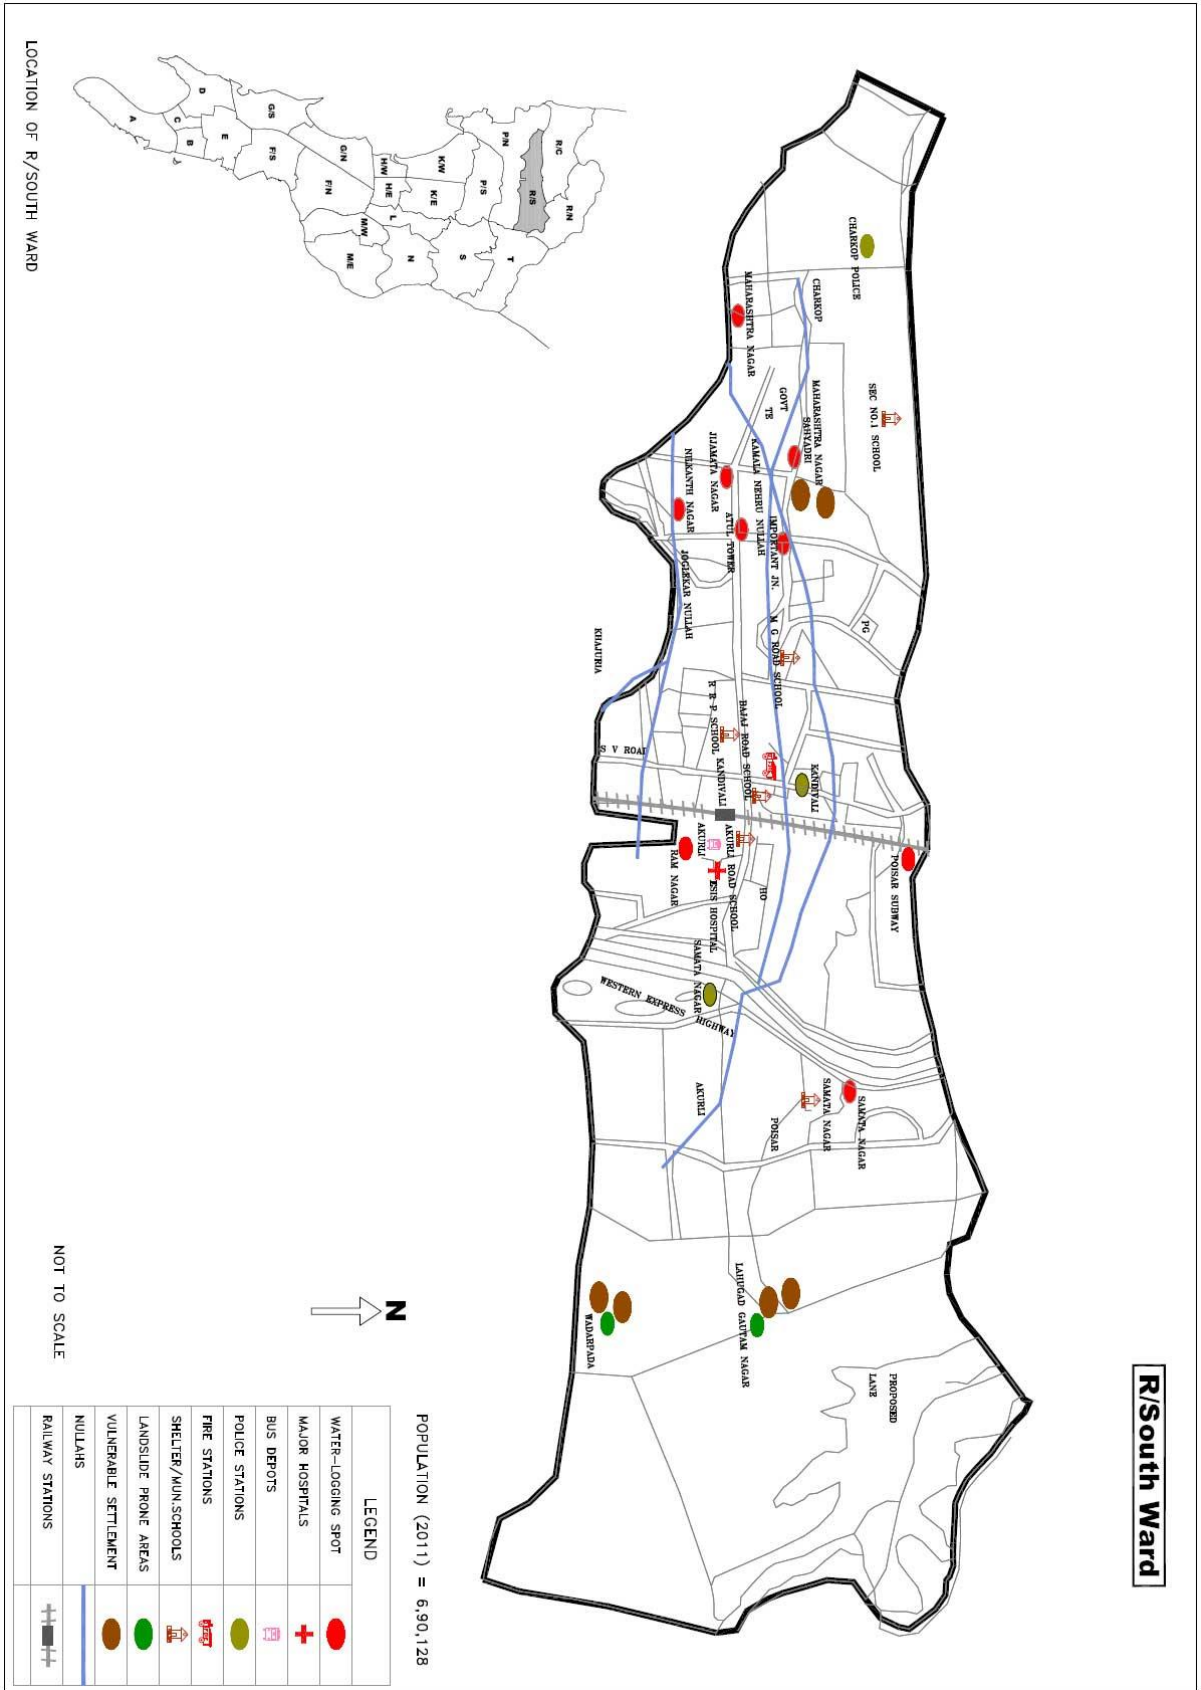 R/South Ward
CHARKOP POLICE
CHARKOP
MAHARASHTRA NAGAR
SEC NO.1 SCHOOL
GOVT
TE
MAHARASHTRA NAGAR
SAHYADRI
KAMALA NEHRU NULLAH
JIJAMATA NAGAR
NILKANTH NAGAR
ATUL TOWER
IMPORTANT JN.
JOGLEKAR NULLAH
KHAJURIA
PG
M G ROAD SCHOOL
R R P SCHOOL
BAJAJ ROAD SCHOOL
S V ROAD
KANDIVALI
KANDIVALI
AKURLI
AKURLI ROAD SCHOOL
RAM NAGAR
ESIS HOSPITAL
HO
POISAR SUBWAY
SAMATA NAGAR
WESTERN EXPRESS HIGHWAY
AKURLI
POISAR
SAMATA NAGAR
SAMATA NAGAR
LAHUGAD GAUTAM NAGAR
WADARPADA
PROPOSED
LANE
A
B
C
D
E
F/S
G/S
G/N
F/N
H/W
H/E
K/W
K/E
L
M/W
M/E
N
S
T
P/S
P/N
R/S
R/C
R/N
LOCATION OF R/SOUTH WARD
N
NOT TO SCALE
POPULATION (2011) = 6,90,128
LEGEND
WATER-LOGGING SPOT
MAJOR HOSPITALS
BUS DEPOTS
POLICE STATIONS
FIRE STATIONS
SHELTER/MUN.SCHOOLS
LANDSLIDE PRONE AREAS
VULNERABLE SETTLEMENT
NULLAHS
RAILWAY STATIONS